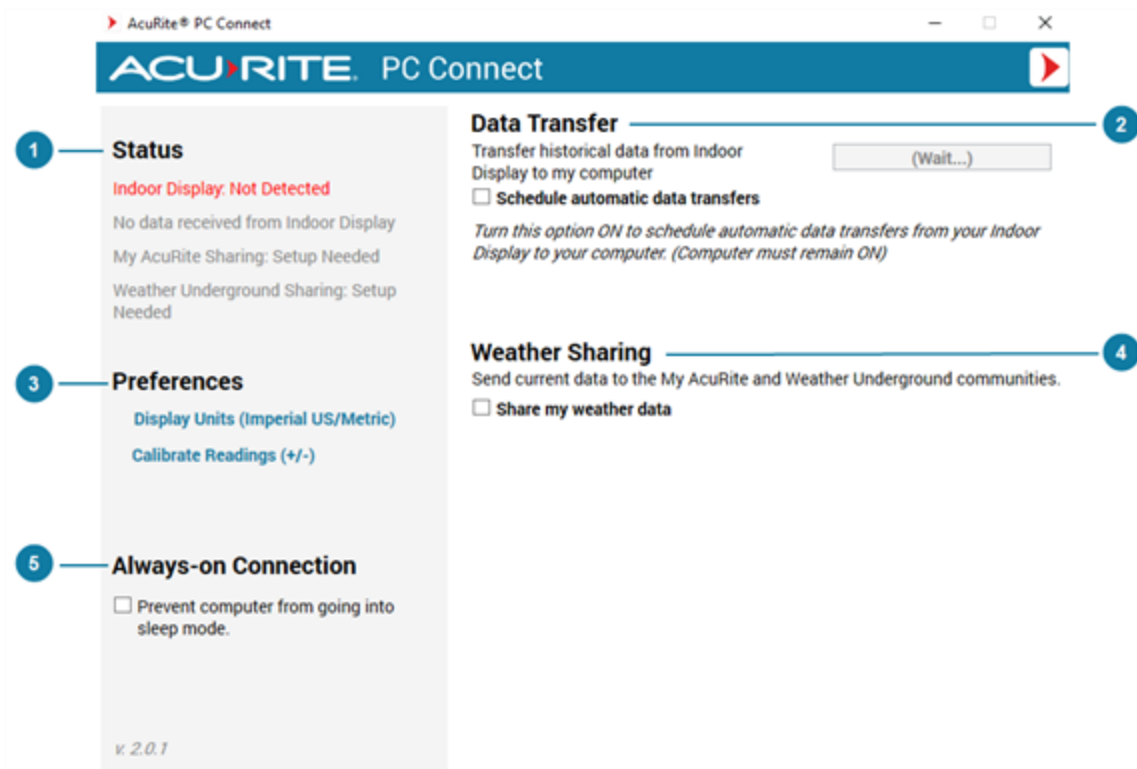 AcuRite® PC Connect
ACURITE. PC Connect
1
Status
Indoor Display: Not Detected
No data received from Indoor Display
My AcuRite Sharing: Setup Needed
Weather Underground Sharing: Setup
Needed
2
Data Transfer
Transfer historical data from Indoor
Display to my computer
(Wait...)
Schedule automatic data transfers
Turn this option ON to schedule automatic data transfers from your Indoor
Display to your computer. (Computer must remain ON)
3
Preferences
Display Units (Imperial US/Metric)
Calibrate Readings (+/-)
4
Weather Sharing
Send current data to the My AcuRite and Weather Underground communities.
Share my weather data
5
Always-on Connection
Prevent computer from going into
sleep mode.
v. 2.0.1